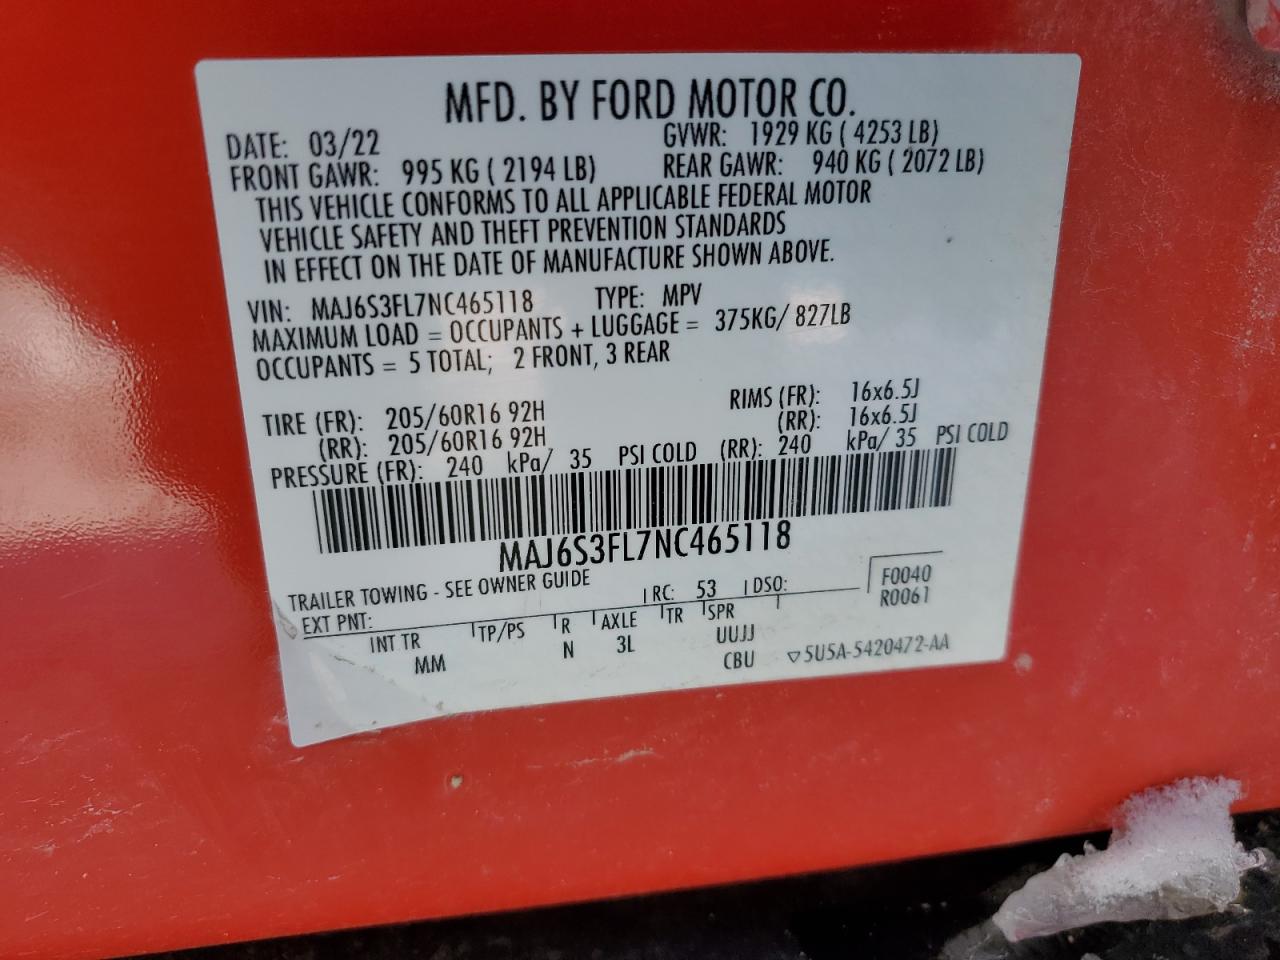 MFD. BY FORD MOTOR CO.
DATE: 03/22 GVWR: 1929 KG ( 4253 LB)
FRONT GAWR: 995 KG ( 2194 LB) REAR GAWR: 940 KG ( 2072 LB)
THIS VEHICLE CONFORMS TO ALL APPLICABLE FEDERAL MOTOR
VEHICLE SAFETY AND THEFT PREVENTION STANDARDS
IN EFFECT ON THE DATE OF MANUFACTURE SHOWN ABOVE.
VIN: MAJ6S3FL7NC465118 TYPE: MPV
MAXIMUM LOAD = OCCUPANTS + LUGGAGE = 375KG/ 827LB
OCCUPANTS = 5 TOTAL; 2 FRONT, 3 REAR
TIRE (FR): 205/60R16 92H RIMS (FR): 16x6.5J
(RR): 205/60R16 92H (RR): 16x6.5J
PRESSURE (FR): 240 kPa/ 35 PSI COLD (RR): 240 kPa/ 35 PSI COLD
MAJ6S3FL7NC465118
TRAILER TOWING - SEE OWNER GUIDE
EXT PNT: RC: 53 DSO: F0040
R0061
INT TR TP/PS R AXLE TR SPR
MM N 3L UUJJ
CBU ▽5U5A-5420472-AA